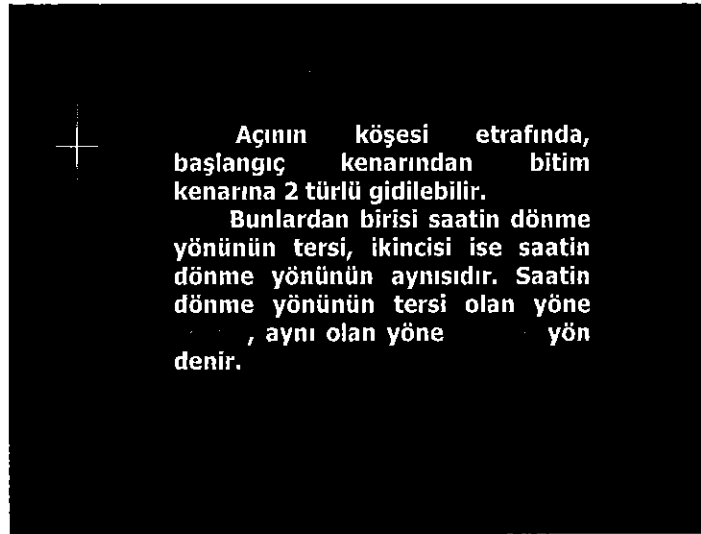 Açının köşesi etrafında,
başlangıç kenarından bitim
kenarına 2 türlü gidilebilir.
Bunlardan birisi saatin dönme
yönünün tersi, ikincisi ise saatin
dönme yönünün aynısıdır. Saatin
dönme yönünün tersi olan yöne
, aynı olan yöne yön
denir.